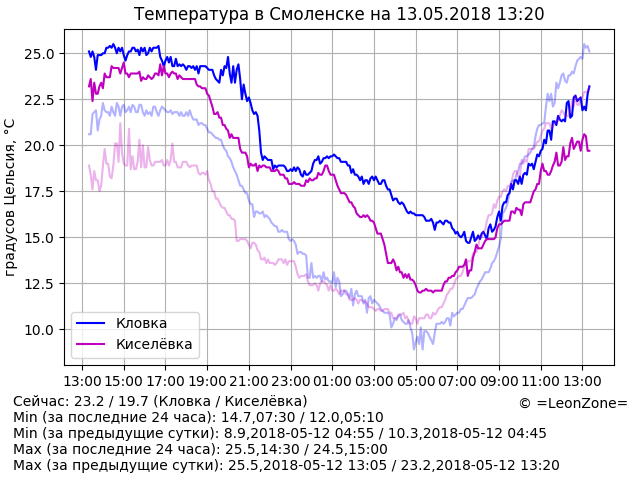 Температура в Смоленске на 13.05.2018 13:20
градусов Цельсия, °C
25.0
22.5
20.0
17.5
15.0
12.5
10.0
Кловка
Киселёвка
13:00 15:00 17:00 19:00 21:00 23:00 01:00 03:00 05:00 07:00 09:00 11:00 13:00
Сейчас: 23.2 / 19.7 (Кловка / Киселёвка)
© =LeonZone=
Min (за последние 24 часа): 14.7,07:30 / 12.0,05:10
Min (за предыдущие сутки): 8.9,2018-05-12 04:55 / 10.3,2018-05-12 04:45
Max (за последние 24 часа): 25.5,14:30 / 24.5,15:00
Max (за предыдущие сутки): 25.5,2018-05-12 13:05 / 23.2,2018-05-12 13:20